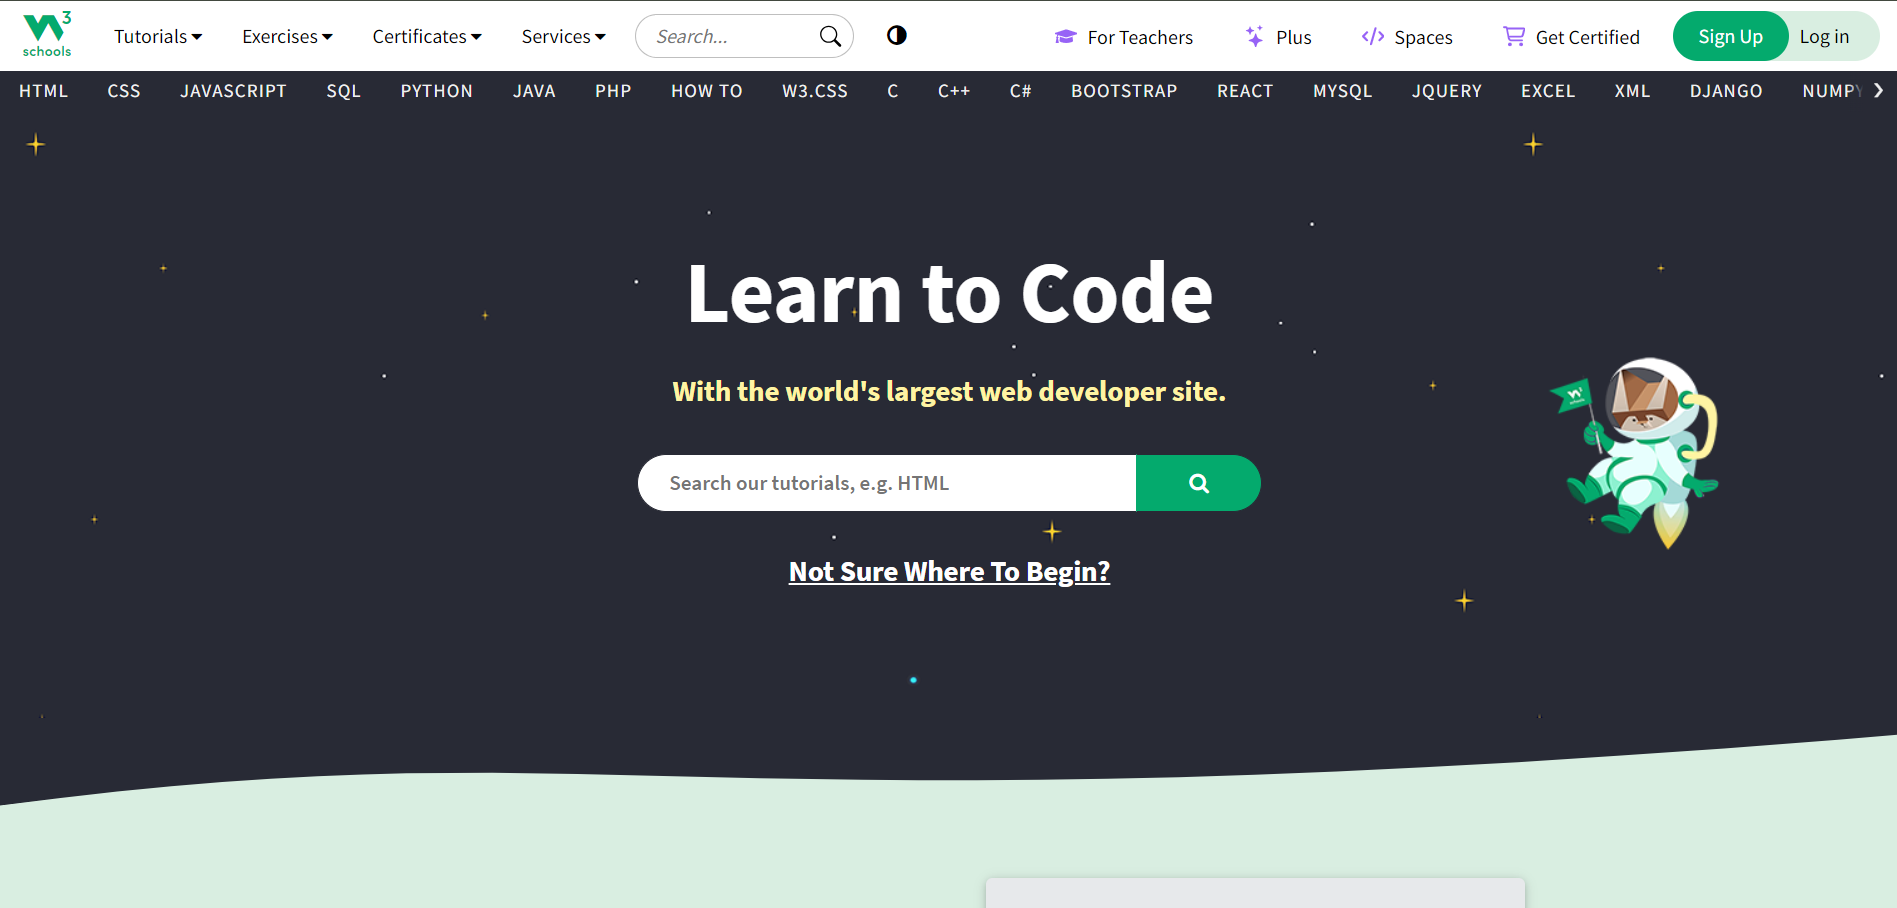 W3 schools
Tutorials Exercises Certificates Services Search... For Teachers Plus Spaces Get Certified Sign Up Log in
HTML CSS JAVASCRIPT SQL PYTHON JAVA PHP HOW TO W3.CSS C C++ C# BOOTSTRAP REACT MYSQL JQUERY EXCEL XML DJANGO NUMPY
Learn to Code
With the world's largest web developer site.
Search our tutorials, e.g. HTML
Not Sure Where To Begin?